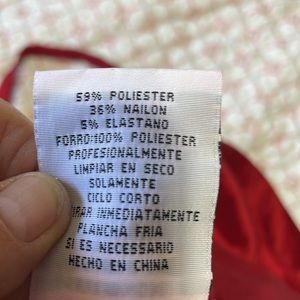 59% POLIESTER
36% NAILON
5% ELASTANO
FORRO:100% POLIESTER
PROFESIONALMENTE
LIMPIAR EN SECO
SOLAMENTE
CICLO CORTO
IRAR INMEDIATAMENTE
PLANCHA FRIA
SI ES NECESSARIO
HECHO EN CHINA